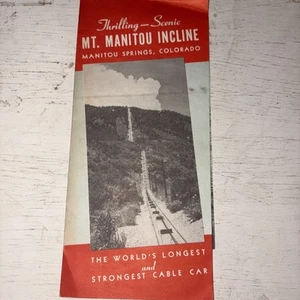 Thrilling — Scenic
MT. MANITOU INCLINE
MANITOU SPRINGS, COLORADO
THE WORLD'S LONGEST
and
STRONGEST CABLE CAR